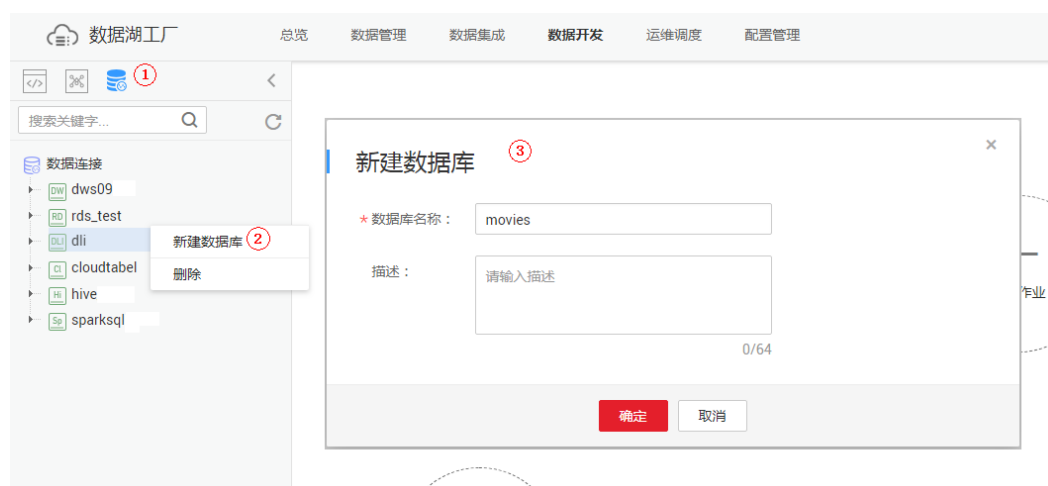 数据湖工厂
总览 数据管理 数据集成 数据开发 运维调度 配置管理
</> 1
搜索关键字...
数据连接
DW dws09
RD rds_test
DLI dli
Cl cloudtabel
Hi hive
Sp sparksql
新建数据库 2
删除
新建数据库 3 ×
* 数据库名称： movies
描述： 请输入描述
0/64
确定 取消
作业